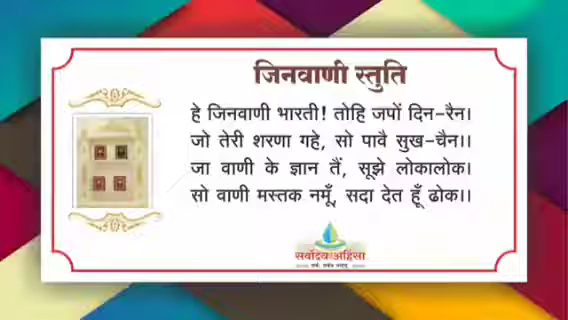 जिनवाणी स्तुति
हे जिनवाणी भारती! तोहि जपों दिन-रैन।
जो तेरी शरणा गहे, सो पावै सुख-चैन।।
जा वाणी के ज्ञान तैं, सूझे लोकालोक।
सो वाणी मस्तक नमूँ, सदा देत हूँ ढोक।।
सर्वोदय अहिंसा